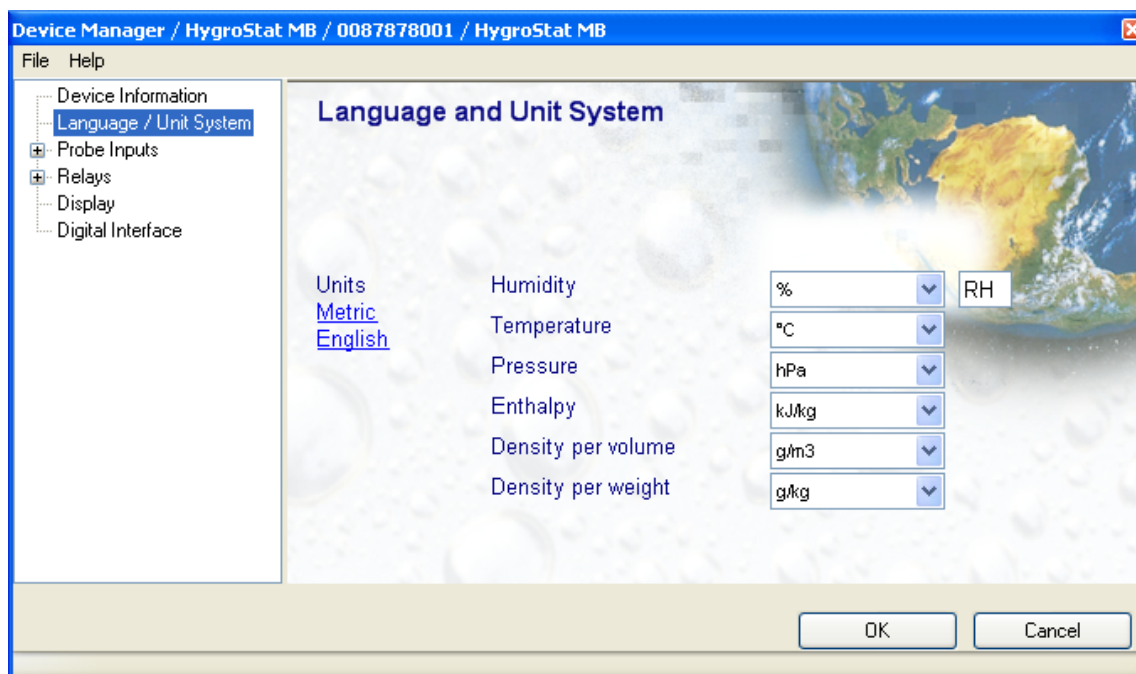 Device Manager / HygroStat MB / 0087878001 / HygroStat MB
File Help
Device Information
Language / Unit System
Probe Inputs
Relays
Display
Digital Interface
Language and Unit System
Units
Metric
English
Humidity % RH
Temperature °C
Pressure hPa
Enthalpy kJ/kg
Density per volume g/m3
Density per weight g/kg
OK Cancel